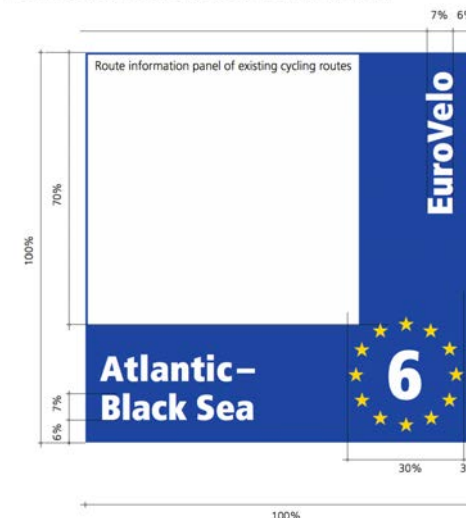 7% 6%
Route information panel of existing cycling routes
EuroVelo
70%
100%
Atlantic–
Black Sea
6
7%
6%
30%
100%